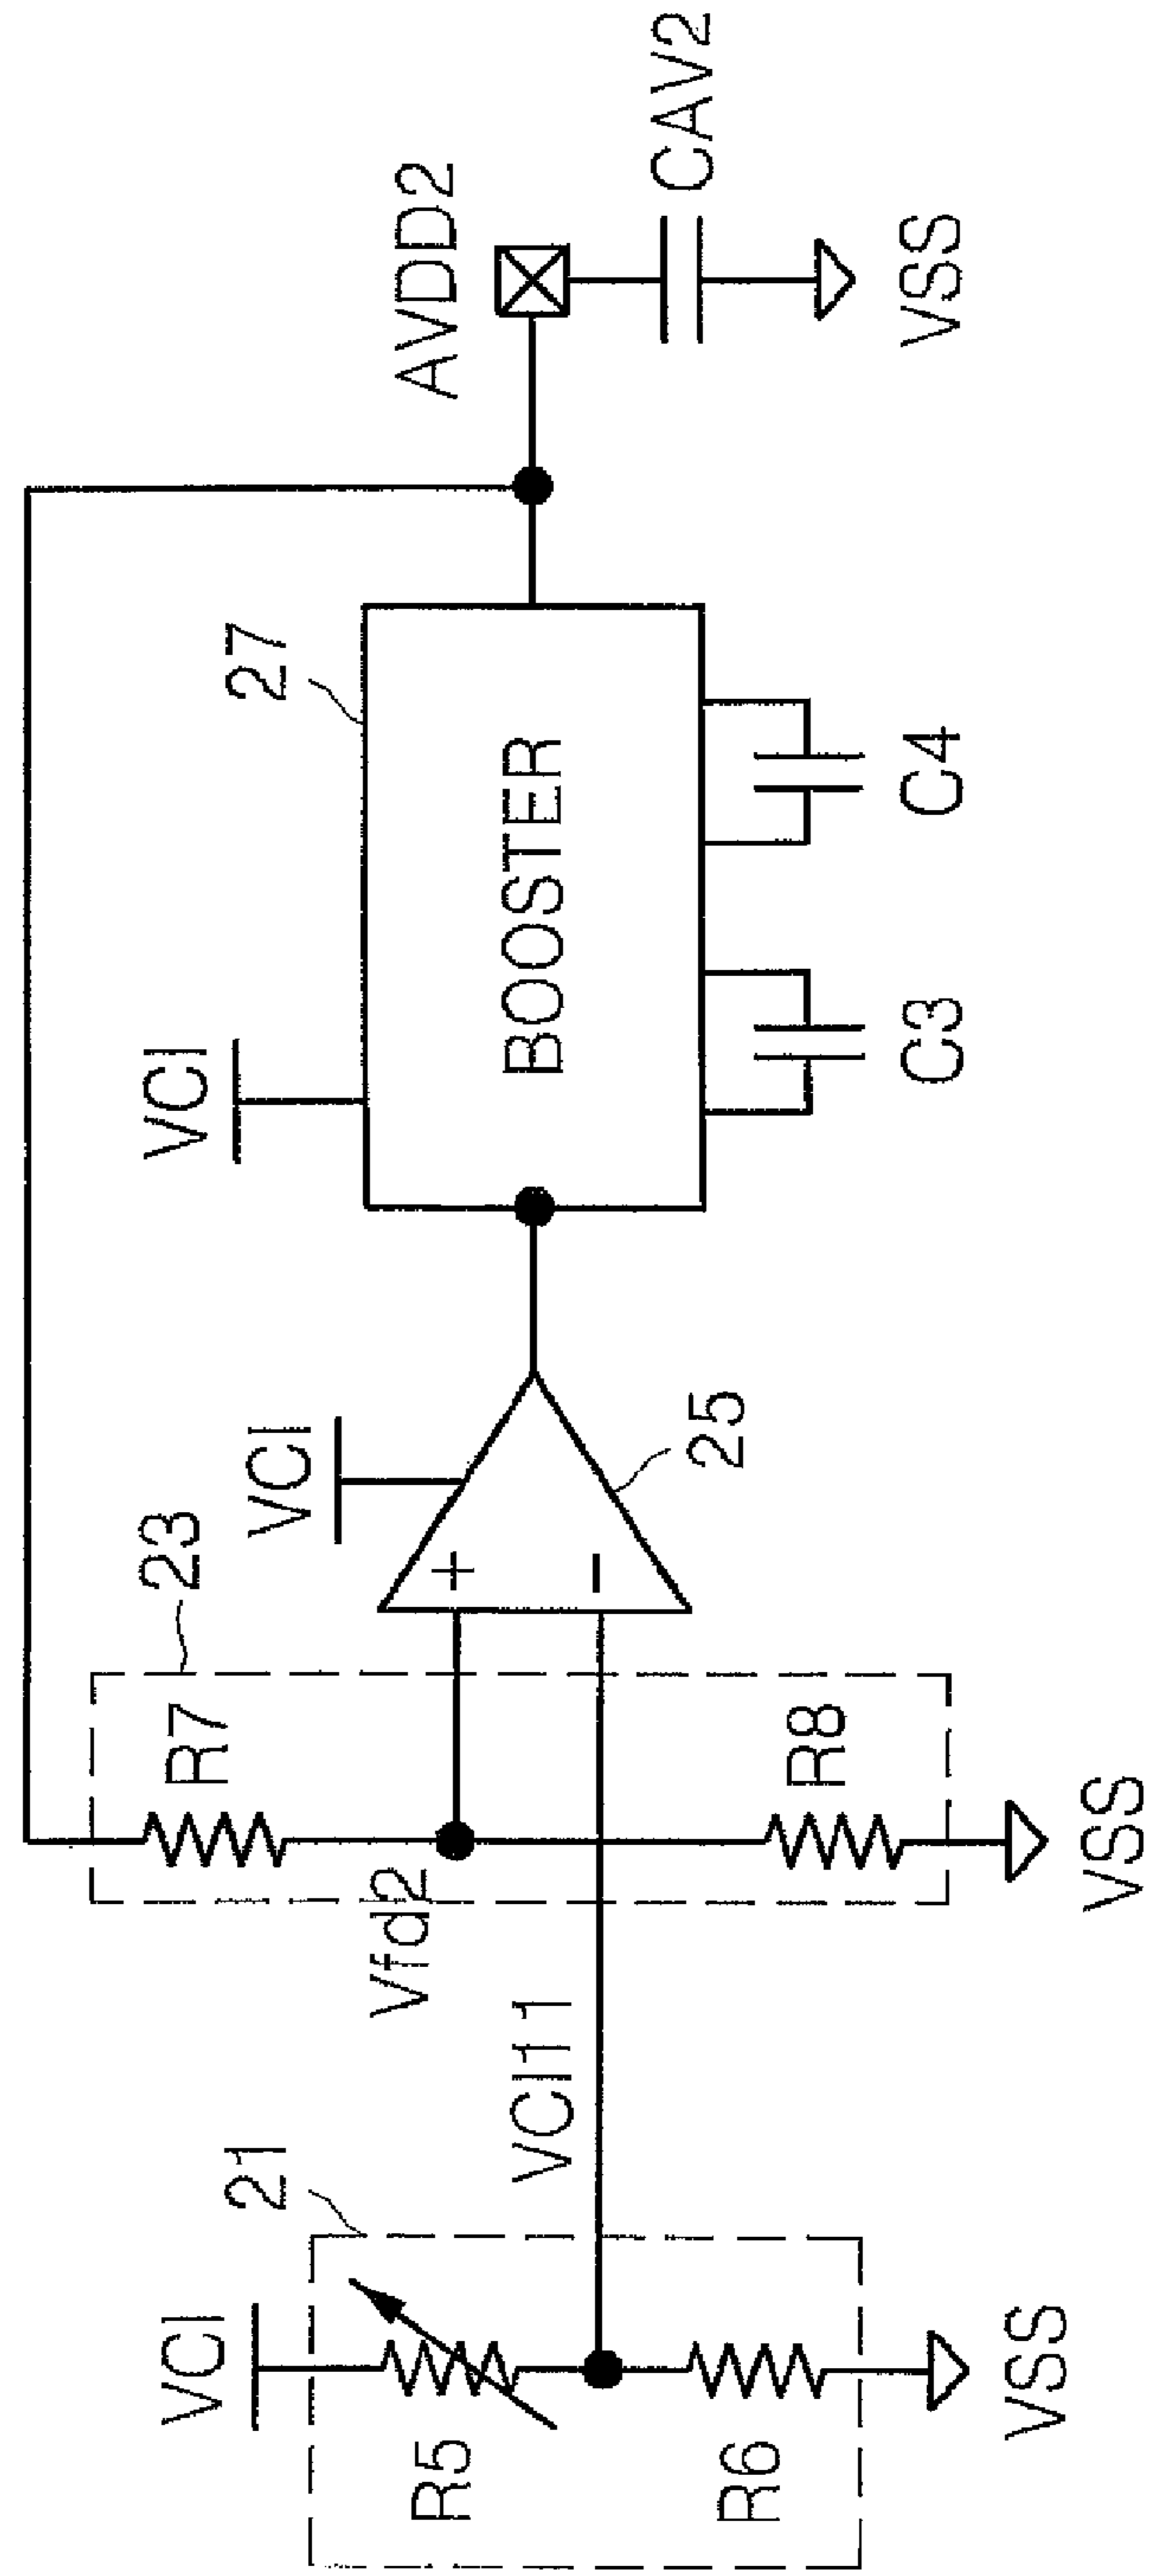 VCI
21
R5
R6
VSS
VCI11
Vfd2
23
R7
R8
VSS
VCI
+
−
25
VCI
27
BOOSTER
C3
C4
AVDD2
CAV2
VSS